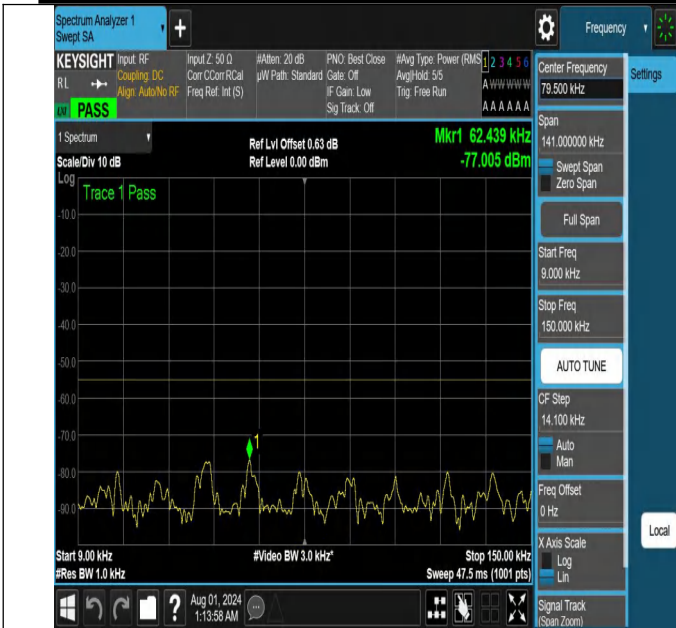 Spectrum Analyzer 1
Swept SA
+
Frequency
KEYSIGHT
RL
PASS
Input: RF
Coupling: DC
Align: Auto/No RF
Input Z: 50 Ω
Corr CCorr RCal
Freq Ref: Int (S)
#Atten: 20 dB
µW Path: Standard
PNO: Best Close
Gate: Off
IF Gain: Low
Sig Track: Off
#Avg Type: Power (RMS
Avg|Hold: 5/5
Trig: Free Run
1 2 3 4 5 6
A W W W W W
A A A A A A
1 Spectrum
Scale/Div 10 dB
Log
Ref Lvl Offset 0.63 dB
Ref Level 0.00 dBm
Mkr1 62.439 kHz
-77.005 dBm
Trace 1 Pass
-10.0
-20.0
-30.0
-40.0
-50.0
-60.0
-70.0
-80.0
-90.0
1
Start 9.00 kHz
#Res BW 1.0 kHz
#Video BW 3.0 kHz*
Stop 150.00 kHz
Sweep 47.5 ms (1001 pts)
?
Aug 01, 2024
1:13:58 AM
Center Frequency
79.500 kHz
Span
141.000000 kHz
Swept Span
Zero Span
Full Span
Start Freq
9.000 kHz
Stop Freq
150.000 kHz
AUTO TUNE
CF Step
14.100 kHz
Auto
Man
Freq Offset
0 Hz
X Axis Scale
Log
Lin
Signal Track
(Span Zoom)
Settings
Local